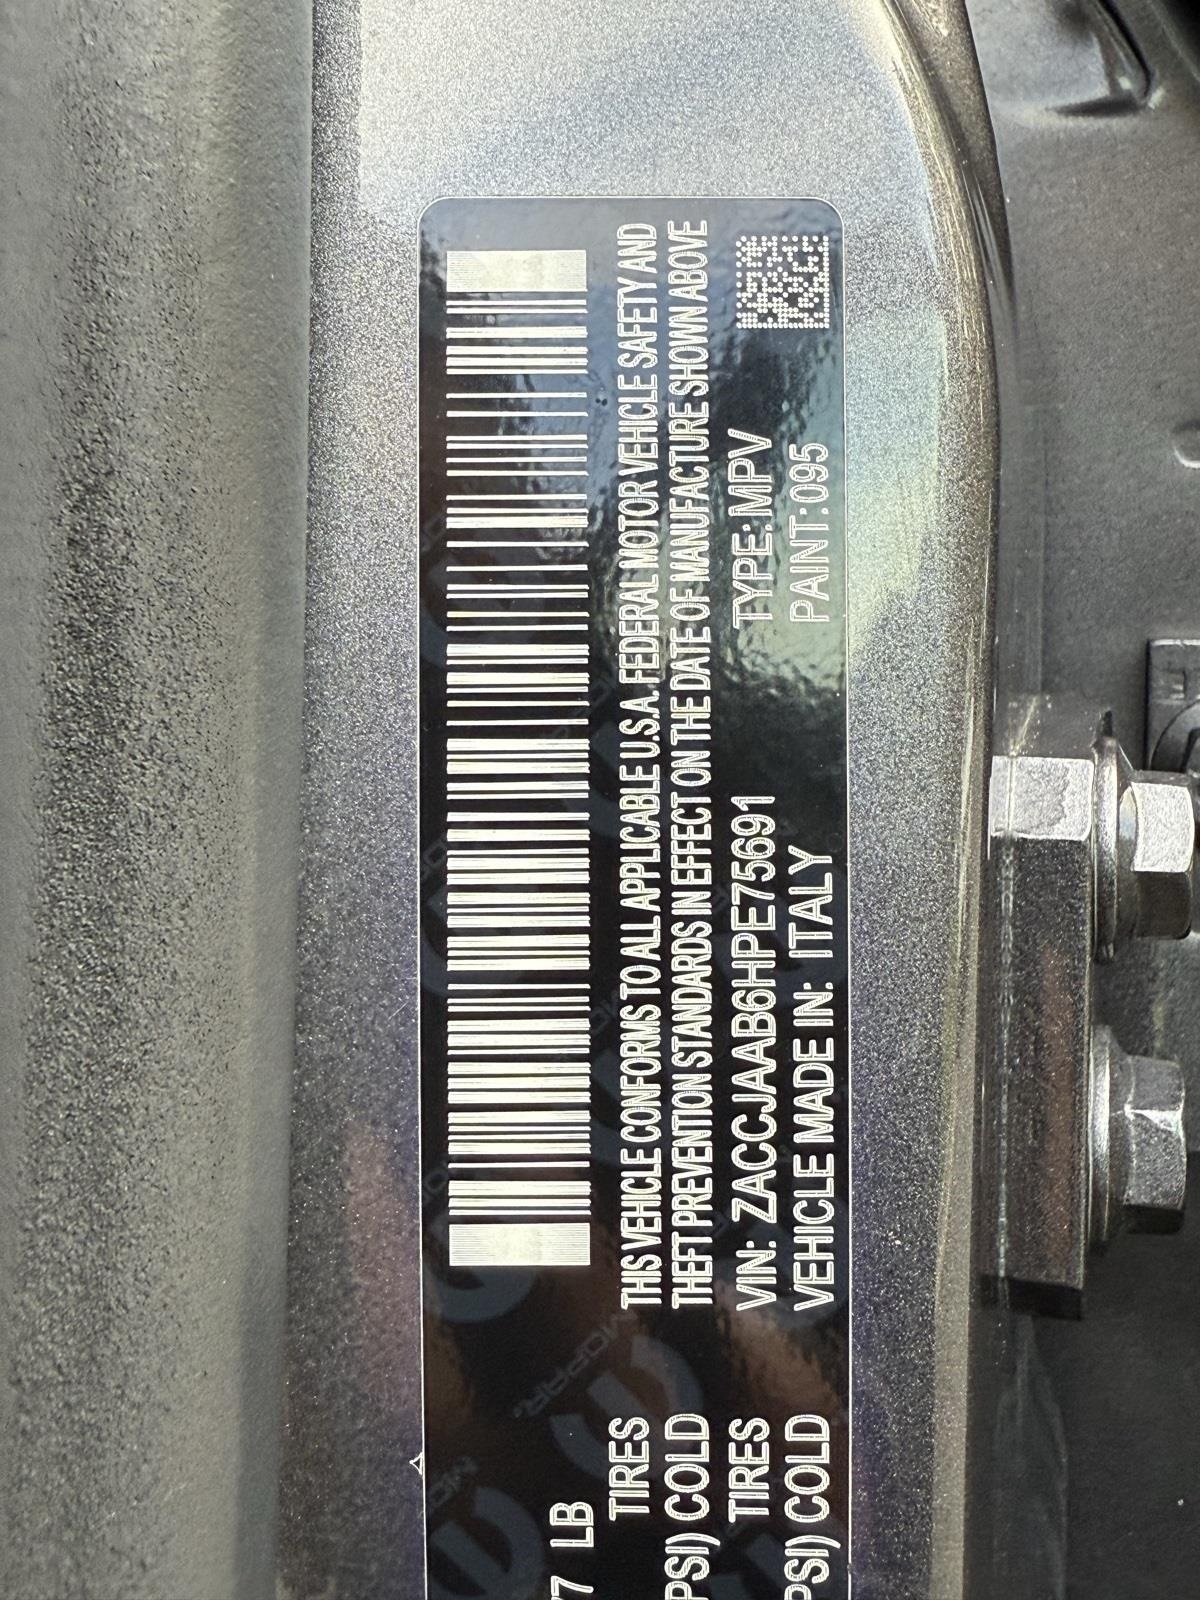 THIS VEHICLE CONFORMS TO ALL APPLICABLE U.S.A. FEDERAL MOTOR VEHICLE SAFETY AND
THEFT PREVENTION STANDARDS IN EFFECT ON THE DATE OF MANUFACTURE SHOWN ABOVE
VIN: ZACCJAAB6HPE75691 TYPE: MPV
VEHICLE MADE IN: ITALY PAINT:095
77 LB
TIRES
PSI) COLD
TIRES
PSI) COLD
MOPAR